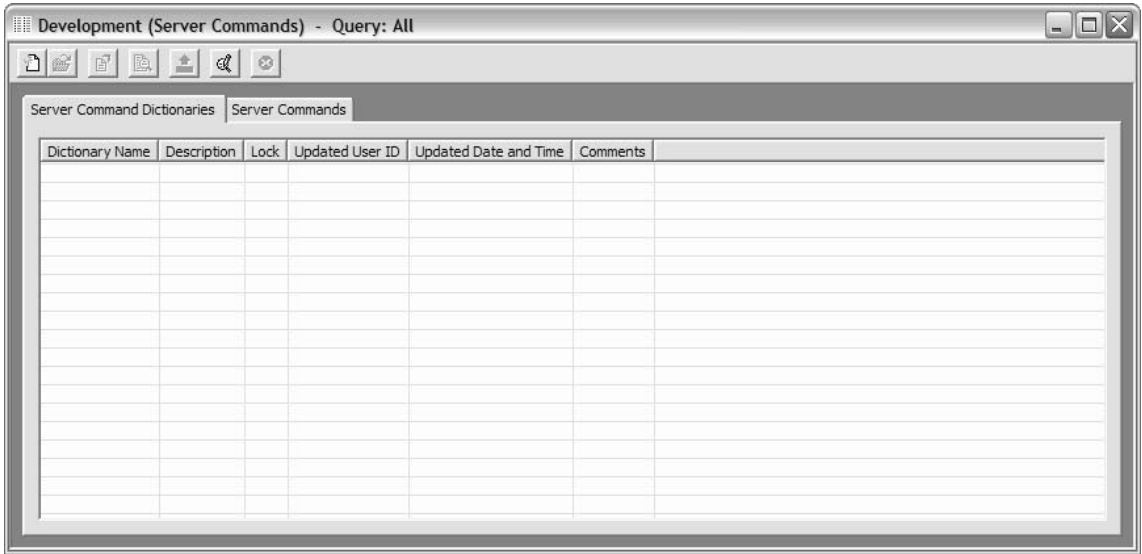 Development (Server Commands) - Query: All
Server Command Dictionaries Server Commands
Dictionary Name Description Lock Updated User ID Updated Date and Time Comments